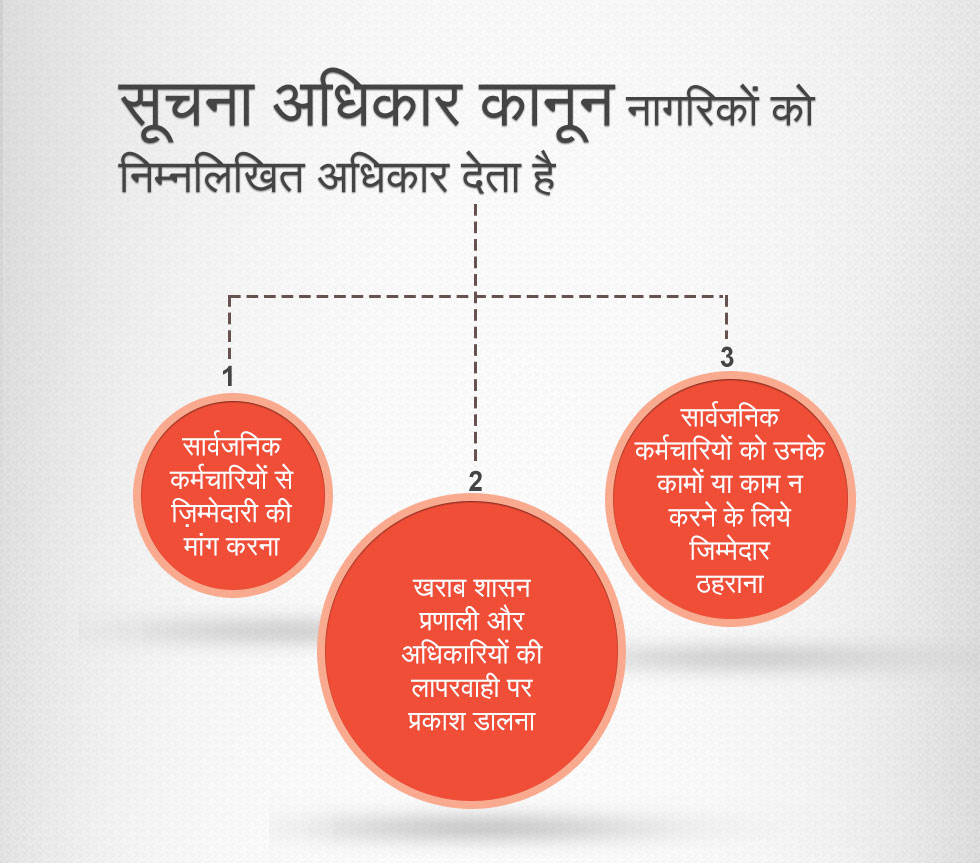 सूचना अधिकार कानून नागरिकों को
निम्नलिखित अधिकार देता है
1
सार्वजनिक
कर्मचारियों से
ज़िम्मेदारी की
मांग करना
2
खराब शासन
प्रणाली और
अधिकारियों की
लापरवाही पर
प्रकाश डालना
3
सार्वजनिक
कर्मचारियों को उनके
कामों या काम न
करने के लिये
जिम्मेदार
ठहराना